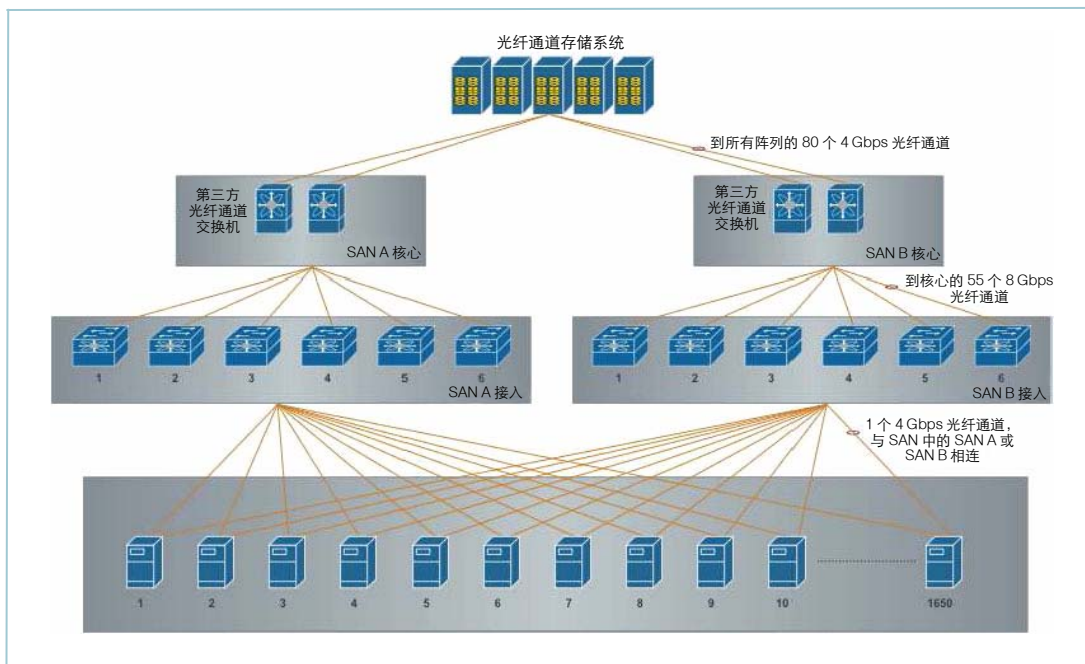 光纤通道存储系统
到所有阵列的 80 个 4 Gbps 光纤通道
第三方
光纤通道
交换机
SAN A 核心
第三方
光纤通道
交换机
SAN B 核心
到核心的 55 个 8 Gbps
光纤通道
1 2 3 4 5 6
SAN A 接入
1 2 3 4 5 6
SAN B 接入
1 个 4 Gbps 光纤通道,
与 SAN 中的 SAN A 或
SAN B 相连
1 2 3 4 5 6 7 8 9 10 1650